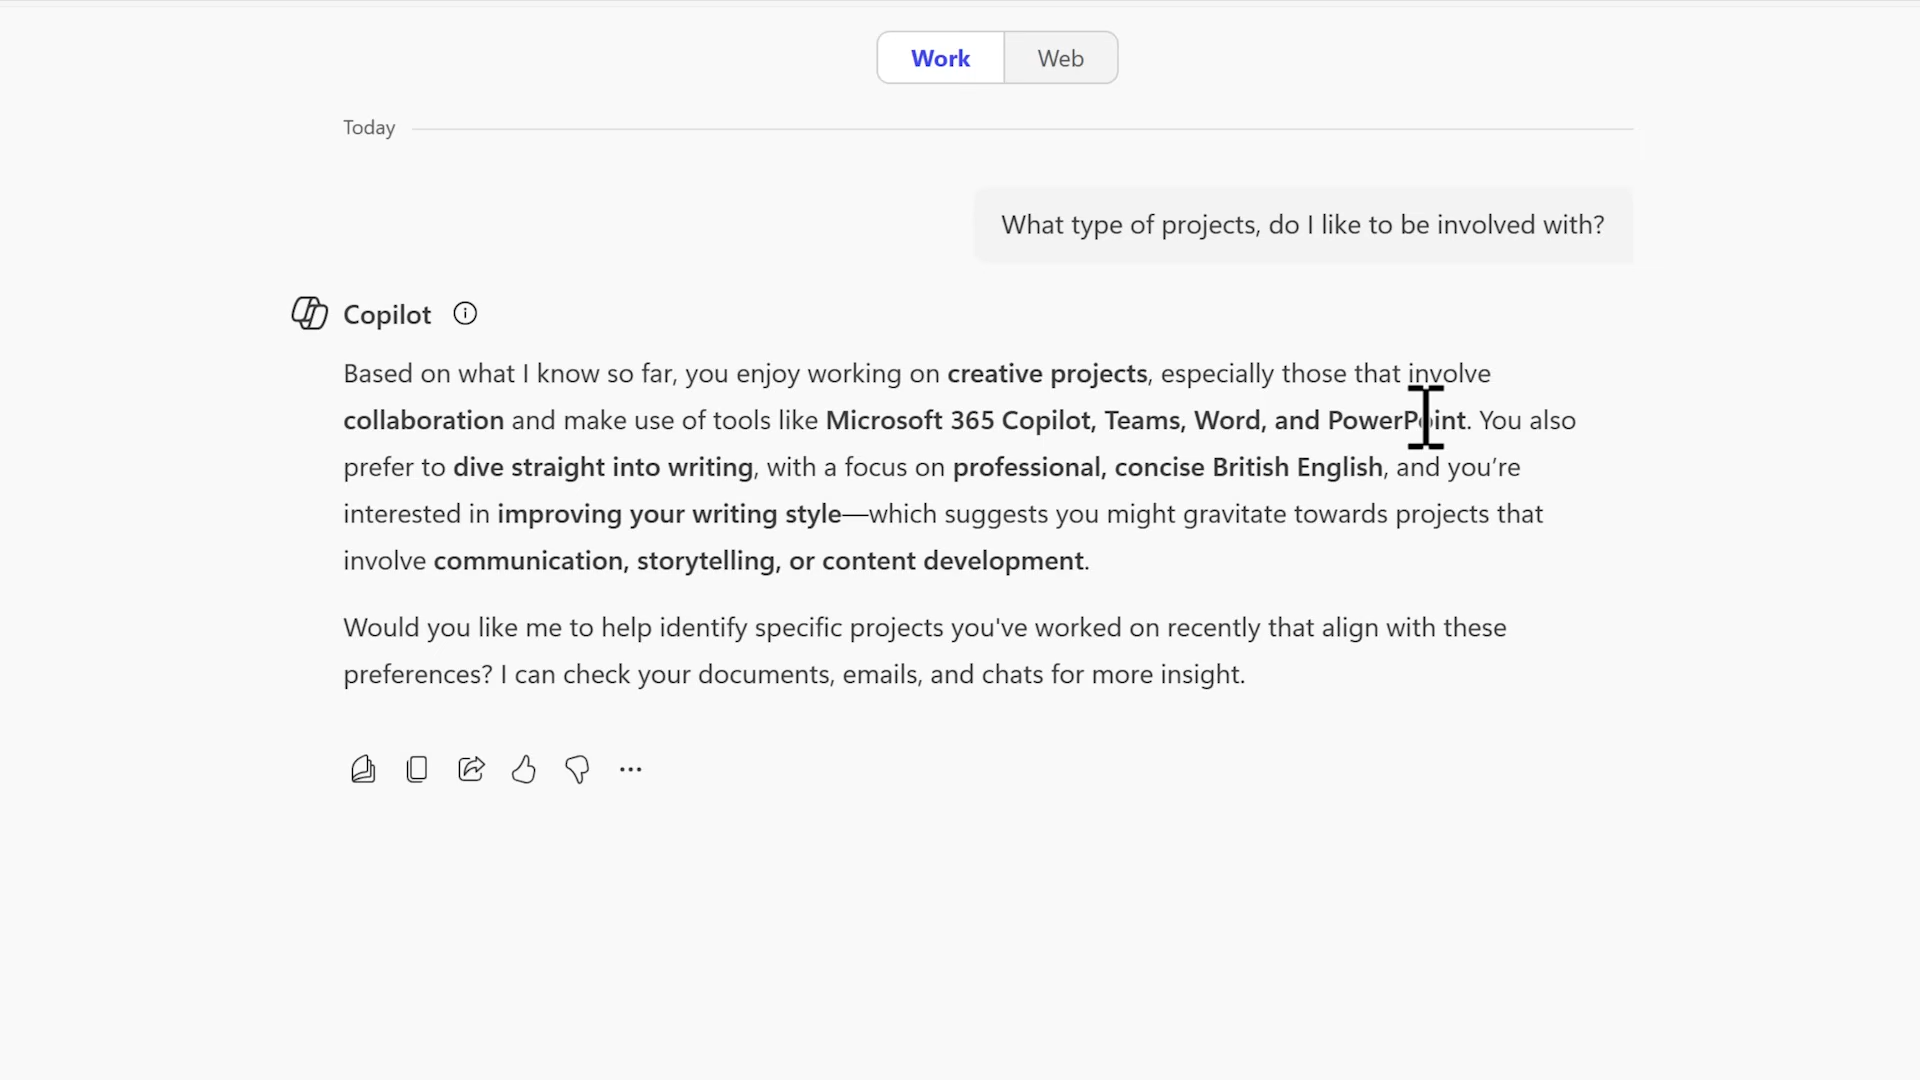 Work Web
Today
What type of projects, do I like to be involved with?
Copilot
Based on what I know so far, you enjoy working on creative projects, especially those that involve
collaboration and make use of tools like Microsoft 365 Copilot, Teams, Word, and PowerPoint. You also
prefer to dive straight into writing, with a focus on professional, concise British English, and you’re
interested in improving your writing style—which suggests you might gravitate towards projects that
involve communication, storytelling, or content development.
Would you like me to help identify specific projects you've worked on recently that align with these
preferences? I can check your documents, emails, and chats for more insight.